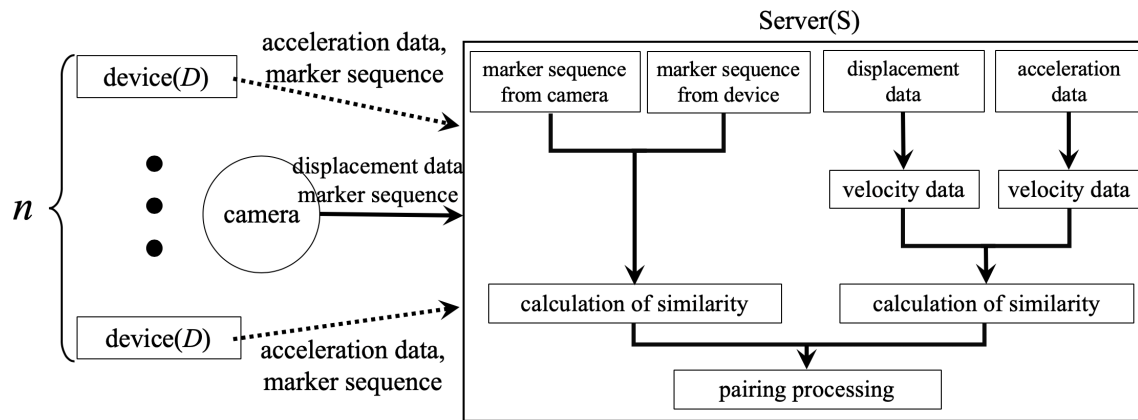 Server(S)
device(D)
acceleration data,
marker sequence
n
camera
displacement data
marker sequence
device(D)
acceleration data,
marker sequence
marker sequence
from camera
marker sequence
from device
displacement
data
acceleration
data
velocity data
velocity data
calculation of similarity
calculation of similarity
pairing processing